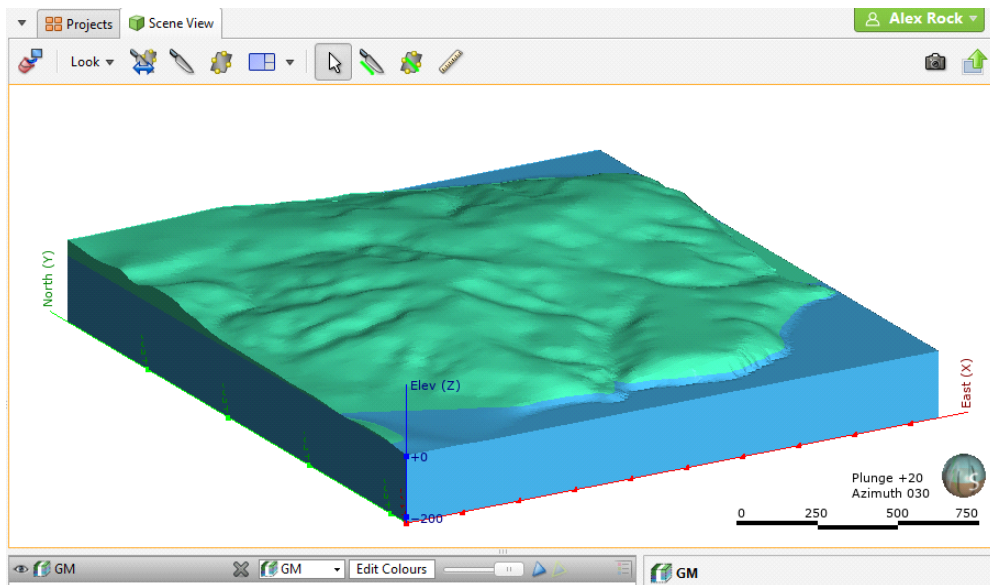 Projects
Scene View
Alex Rock
Look
North (Y)
Elev (Z)
+0
-200
East (X)
S
Plunge +20
Azimuth 030
0 250 500 750
GM
GM
Edit Colours
GM